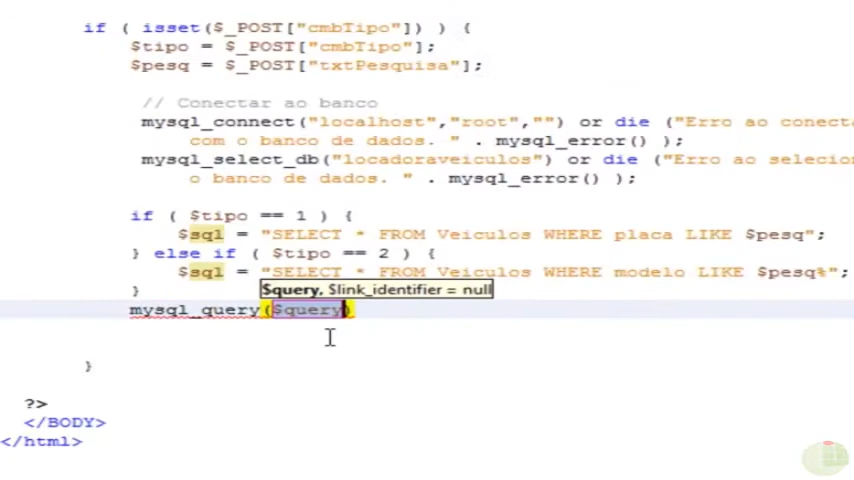 if ( isset($_POST["cmbTipo"]) ) {
$tipo = $_POST["cmbTipo"];
$pesq = $_POST["txtPesquisa"];
// Conectar ao banco
mysql_connect("localhost","root","") or die ("Erro ao conecta
com o banco de dados. " . mysql_error() );
mysql_select_db("locadoraveiculos") or die ("Erro ao selecio
o banco de dados. " . mysql_error() );
if ( $tipo == 1 ) {
$sql = "SELECT * FROM Veiculos WHERE placa LIKE $pesq";
} else if ( $tipo == 2 ) {
$sql = "SELECT * FROM Veiculos WHERE modelo LIKE $pesq%";
}
$query, $link_identifier = null
mysql_query($query)
}
?>
</BODY>
</html>